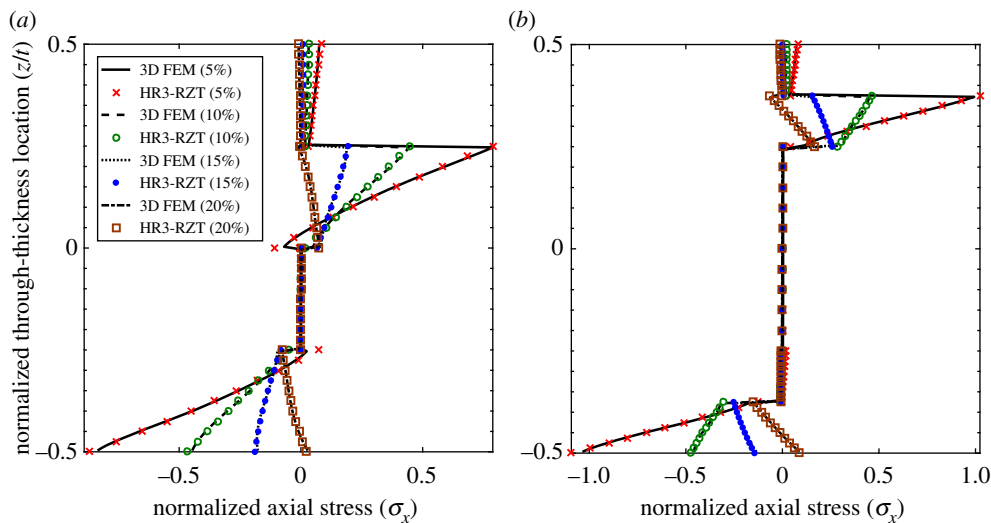 (a)
(b)
0.5
0
−0.5
normalized through-thickness location (z/t)
3D FEM (5%)
HR3-RZT (5%)
3D FEM (10%)
HR3-RZT (10%)
3D FEM (15%)
HR3-RZT (15%)
3D FEM (20%)
HR3-RZT (20%)
−0.5
0
0.5
normalized axial stress (σx)
0.5
0
−0.5
−1.0
−0.5
0
0.5
1.0
normalized axial stress (σx)